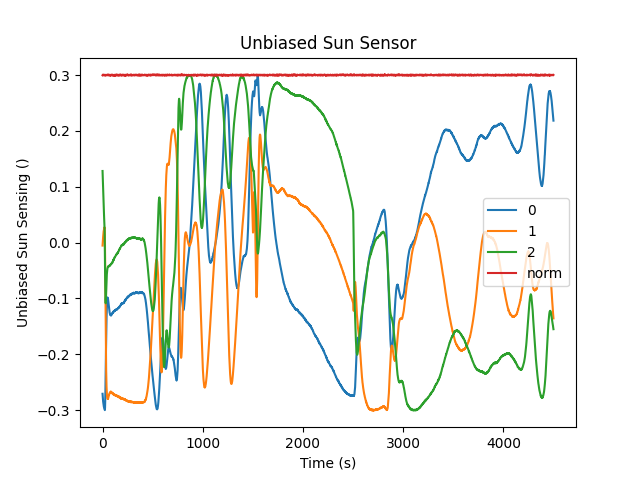 Unbiased Sun Sensor
Unbiased Sun Sensing ()
0.3
0.2
0.1
0.0
−0.1
−0.2
−0.3
0
1
2
norm
0 1000 2000 3000 4000
Time (s)